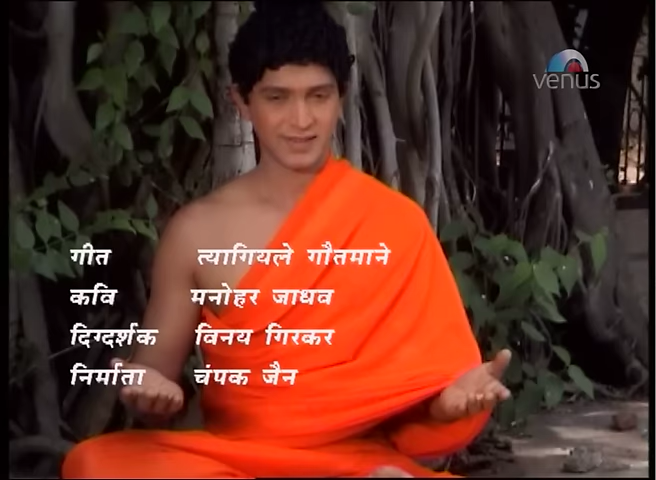 venus
गीत त्यागियले गौतमाने
कवि मनोहर जाधव
दिग्दर्शक विनय गिरकर
निर्माता चंपक जैन